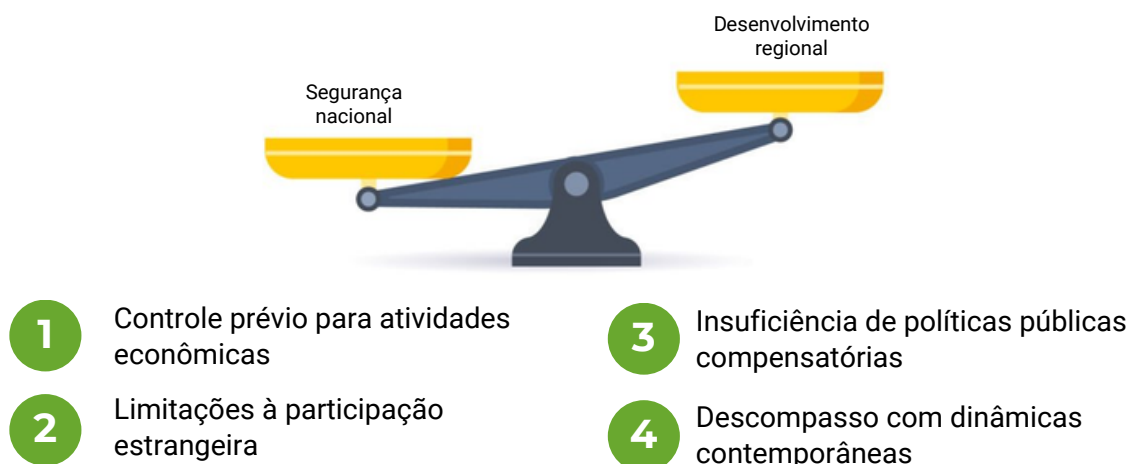 Desenvolvimento
regional
Segurança
nacional
1
Controle prévio para atividades
econômicas
2
Limitações à participação
estrangeira
3
Insuficiência de políticas públicas
compensatórias
4
Descompasso com dinâmicas
contemporâneas